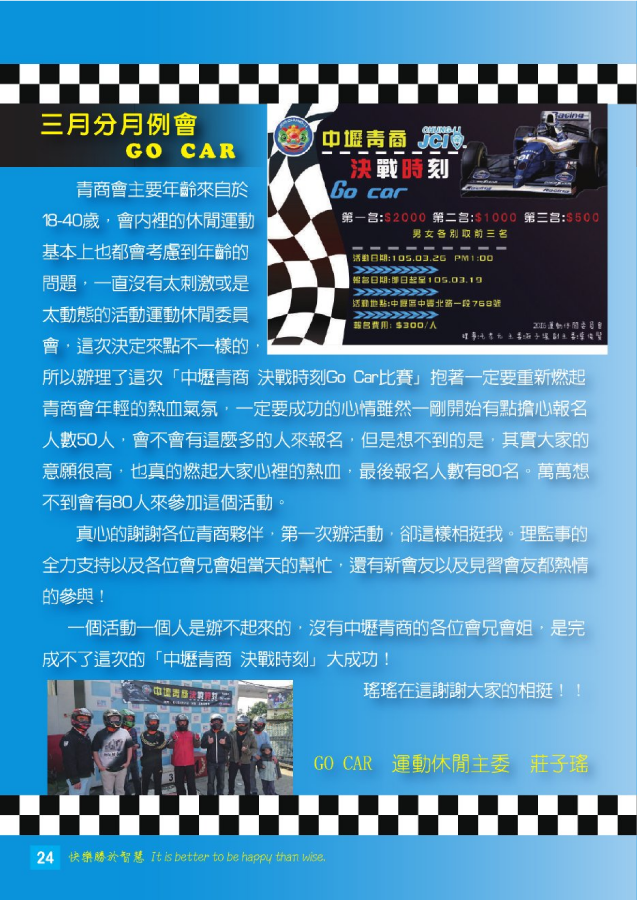 三月分月例會
GO CAR
中壢青商
CHUNG-LI
JCI
決戰時刻
Go car
第一名:$2000 第二名:$1000 第三名:$500
男女各別取前三名
活動日期:105.03.26 PM1:00
報名日期:即日起至105.03.19
活動地點:中壢區中豐北路一段768號
報名費用: $300/人
2016運動休閒委員會
青商會主要年齡來自於
18-40歲，會內裡的休閒運動
基本上也都會考慮到年齡的
問題，一直沒有太刺激或是
太動態的活動運動休閒委員
會，這次決定來點不一樣的，
所以辦理了這次「中壢青商 決戰時刻Go Car比賽」抱著一定要重新燃起
青商會年輕的熱血氣氛，一定要成功的心情雖然一剛開始有點擔心報名
人數50人，會不會有這麼多的人來報名，但是想不到的是，其實大家的
意願很高，也真的燃起大家心裡的熱血，最後報名人數有80名。萬萬想
不到會有80人來參加這個活動。
真心的謝謝各位青商夥伴，第一次辦活動，卻這樣相挺我。理監事的
全力支持以及各位會兄會姐當天的幫忙，還有新會友以及見習會友都熱情
的參與！
一個活動一個人是辦不起來的，沒有中壢青商的各位會兄會姐，是完
成不了這次的「中壢青商 決戰時刻」大成功！
瑤瑤在這謝謝大家的相挺！！
中壢青商決戰時刻
GO CAR 運動休閒主委 莊子瑤
24 快樂勝於智慧 It is better to be happy than wise.